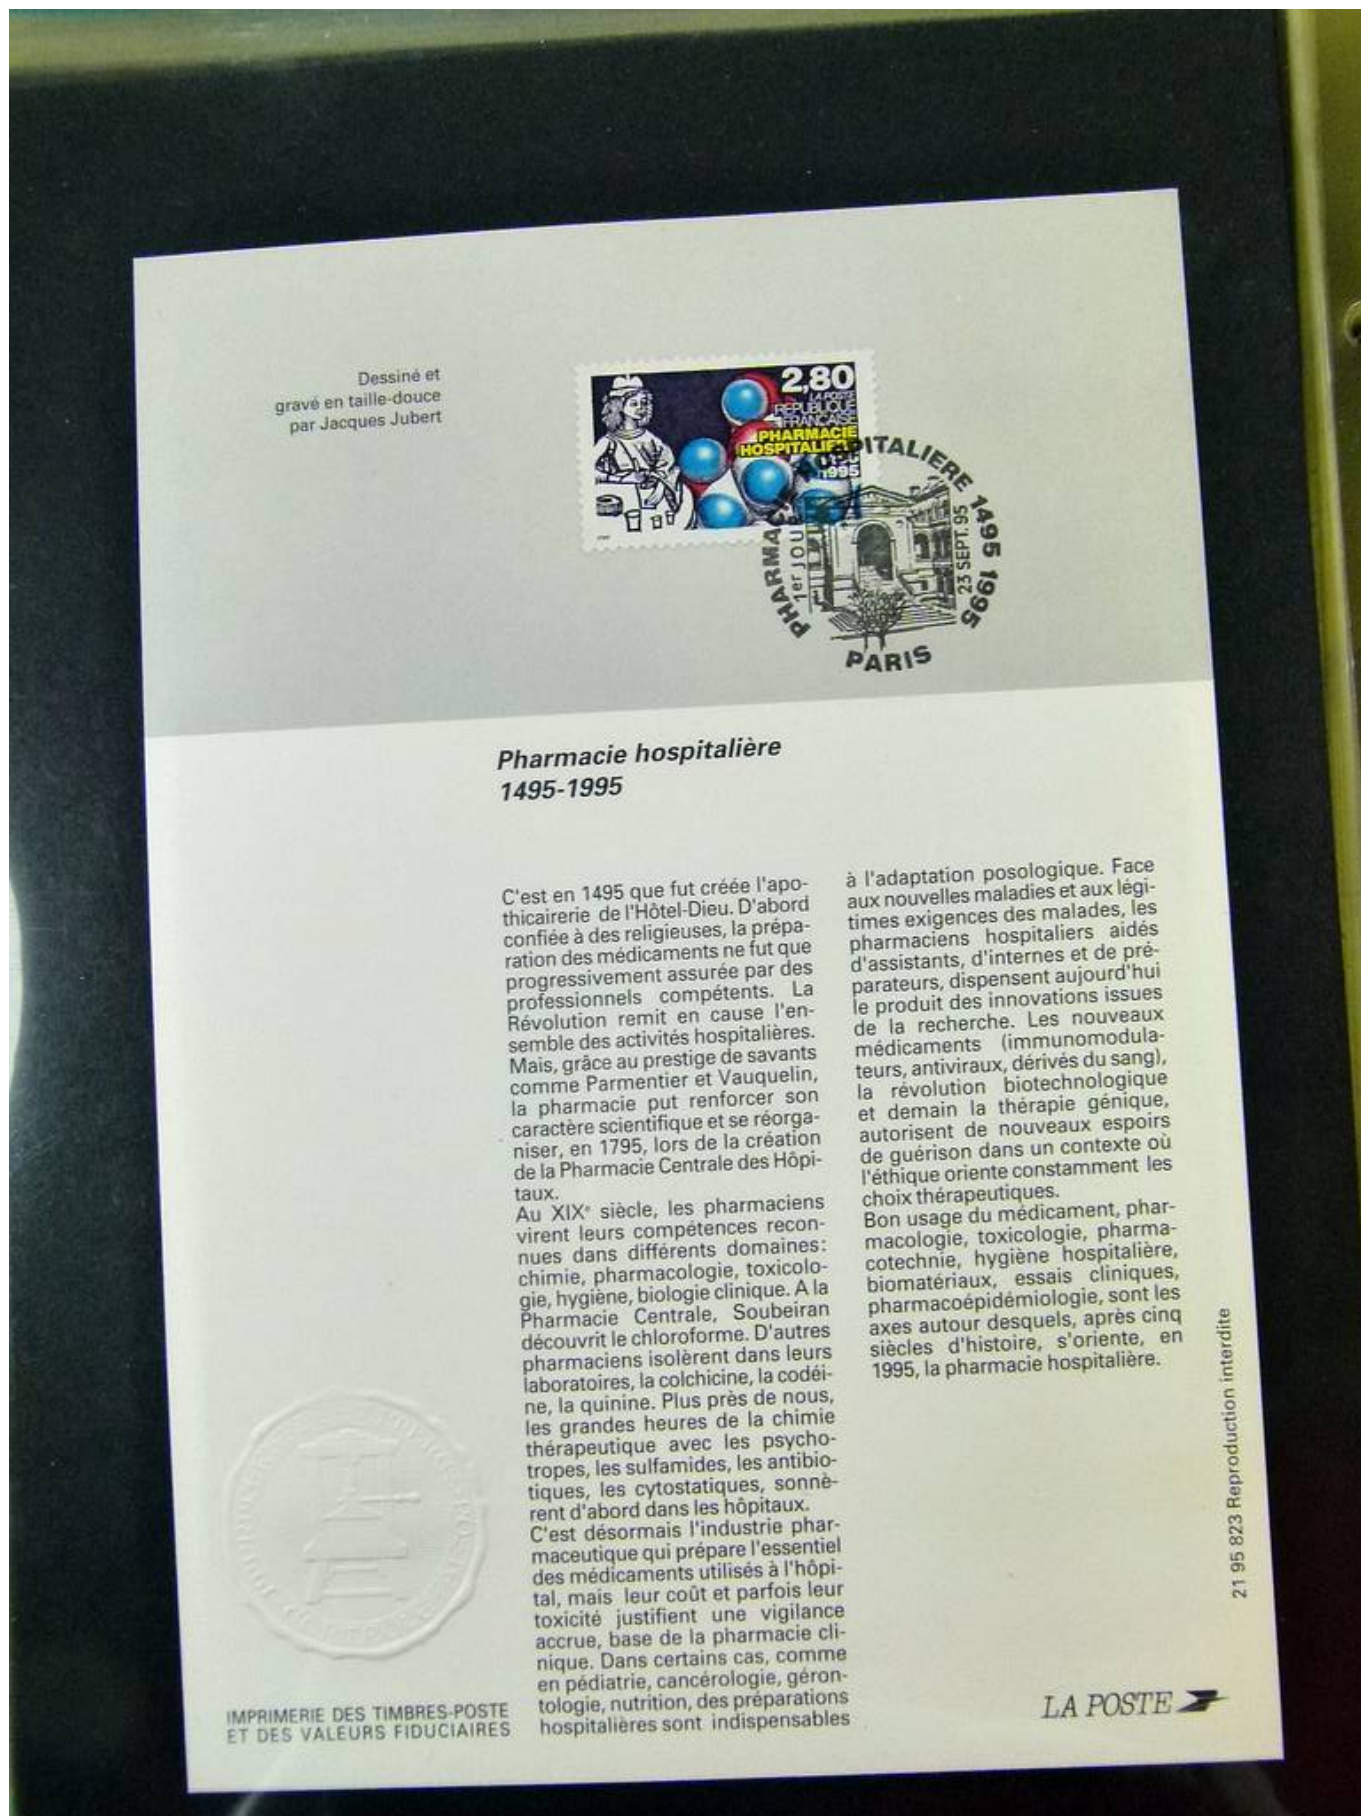 Dessiné et
gravé en taille-douce
par Jacques Jubert
2,80
LA POSTE
REPUBLIQUE
FRANÇAISE
PHARMACIE
HOSPITALIERE
1495
1995
PITALIERE 1495 1995
1er JOUR
23 SEPT. 95
PARIS
Pharmacie hospitalière
1495-1995
C'est en 1495 que fut créée l'apo-
thicairerie de l'Hôtel-Dieu. D'abord
confiée à des religieuses, la prépa-
ration des médicaments ne fut que
progressivement assurée par des
professionnels compétents. La
Révolution remit en cause l'en-
semble des activités hospitalières.
Mais, grâce au prestige de savants
comme Parmentier et Vauquelin,
la pharmacie put renforcer son
caractère scientifique et se réorga-
niser, en 1795, lors de la création
de la Pharmacie Centrale des Hôpi-
taux.
Au XIXe siècle, les pharmaciens
virent leurs compétences recon-
nues dans différents domaines:
chimie, pharmacologie, toxicolo-
gie, hygiène, biologie clinique. A la
Pharmacie Centrale, Soubeiran
découvrit le chloroforme. D'autres
pharmaciens isolèrent dans leurs
laboratoires, la colchicine, la codéi-
ne, la quinine. Plus près de nous,
les grandes heures de la chimie
thérapeutique avec les psycho-
tropes, les sulfamides, les antibio-
tiques, les cytostatiques, sonnè-
rent d'abord dans les hôpitaux.
C'est désormais l'industrie phar-
maceutique qui prépare l'essentiel
des médicaments utilisés à l'hôpi-
tal, mais leur coût et parfois leur
toxicité justifient une vigilance
accrue, base de la pharmacie cli-
nique. Dans certains cas, comme
en pédiatrie, cancérologie, géron-
tologie, nutrition, des préparations
hospitalières sont indispensables
à l'adaptation posologique. Face
aux nouvelles maladies et aux légi-
times exigences des malades, les
pharmaciens hospitaliers aidés
d'assistants, d'internes et de pré-
parateurs, dispensent aujourd'hui
le produit des innovations issues
de la recherche. Les nouveaux
médicaments (immunomodula-
teurs, antiviraux, dérivés du sang),
la révolution biotechnologique
et demain la thérapie génique,
autorisent de nouveaux espoirs
de guérison dans un contexte où
l'éthique oriente constamment les
choix thérapeutiques.
Bon usage du médicament, phar-
macologie, toxicologie, pharma-
cotechnie, hygiène hospitalière,
biomatériaux, essais cliniques,
pharmacoépidémiologie, sont les
axes autour desquels, après cinq
siècles d'histoire, s'oriente, en
1995, la pharmacie hospitalière.
21 95 823 Reproduction interdite
IMPRIMERIE DES TIMBRES-POSTE
ET DES VALEURS FIDUCIAIRES
LA POSTE